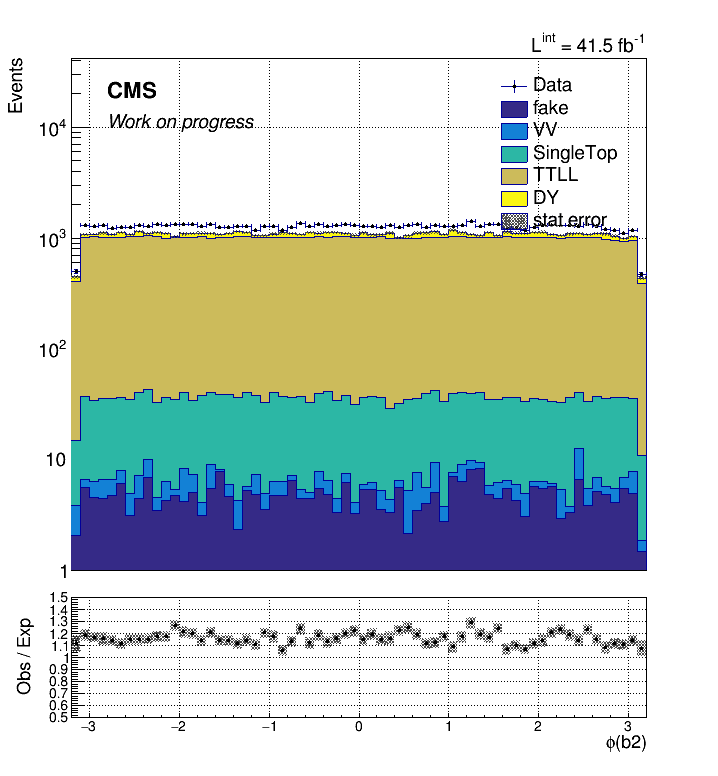 L^int = 41.5 fb^-1
Events
CMS
Work on progress
Data
fake
VV
SingleTop
TTLL
DY
stat.error
10^4
10^3
10^2
10
1
Obs / Exp
1.5
1.4
1.3
1.2
1.1
1
0.9
0.8
0.7
0.6
0.5
−3 −2 −1 0 1 2 3
ϕ(b2)